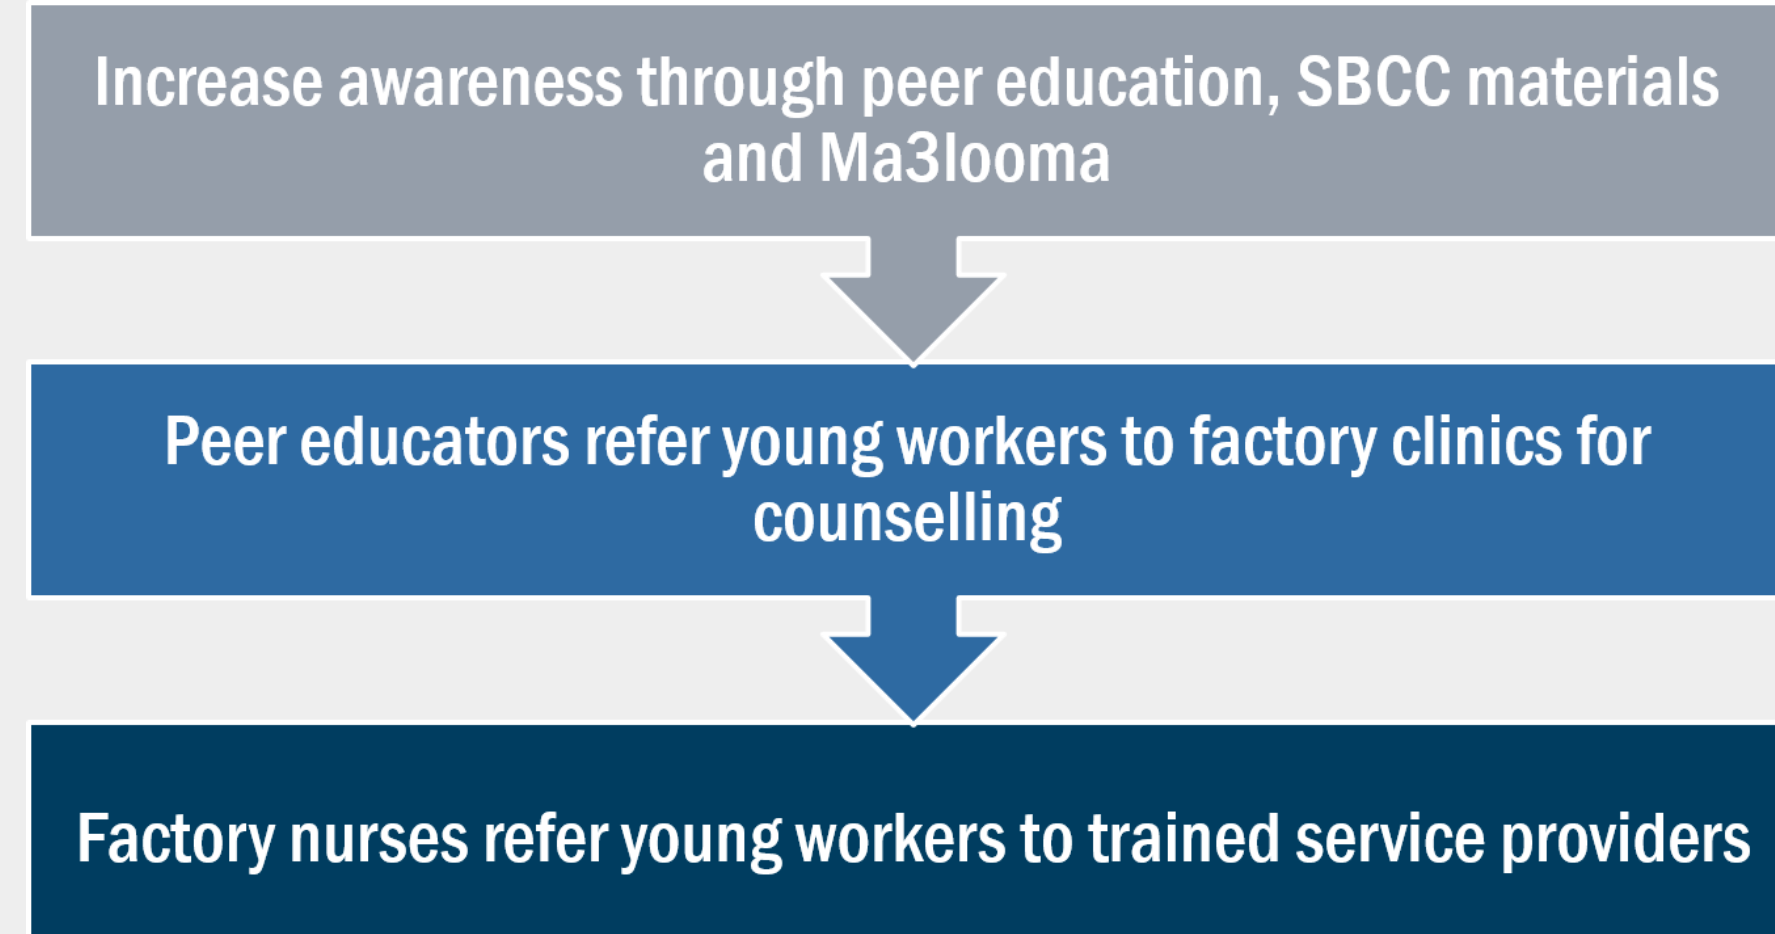 Increase awareness through peer education, SBCC materials
and Ma3looma
Peer educators refer young workers to factory clinics for
counselling
Factory nurses refer young workers to trained service providers